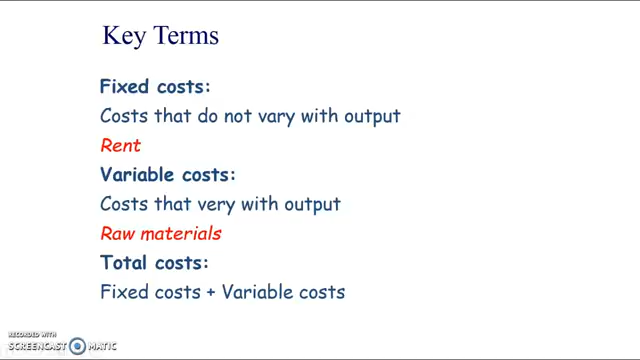 Key Terms
Fixed costs:
Costs that do not vary with output
Rent
Variable costs:
Costs that very with output
Raw materials
Total costs:
Fixed costs + Variable costs
RECORDED WITH
SCREENCAST MATIC